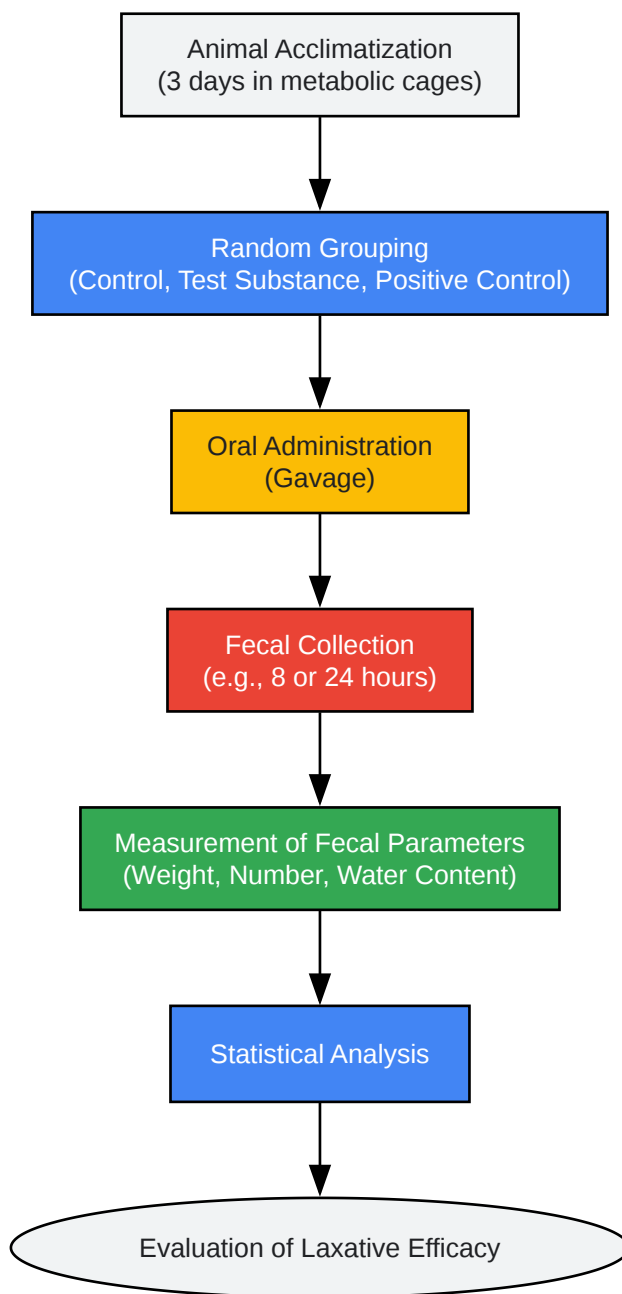 Animal Acclimatization
(3 days in metabolic cages)
Random Grouping
(Control, Test Substance, Positive Control)
Oral Administration
(Gavage)
Fecal Collection
(e.g., 8 or 24 hours)
Measurement of Fecal Parameters
(Weight, Number, Water Content)
Statistical Analysis
Evaluation of Laxative Efficacy